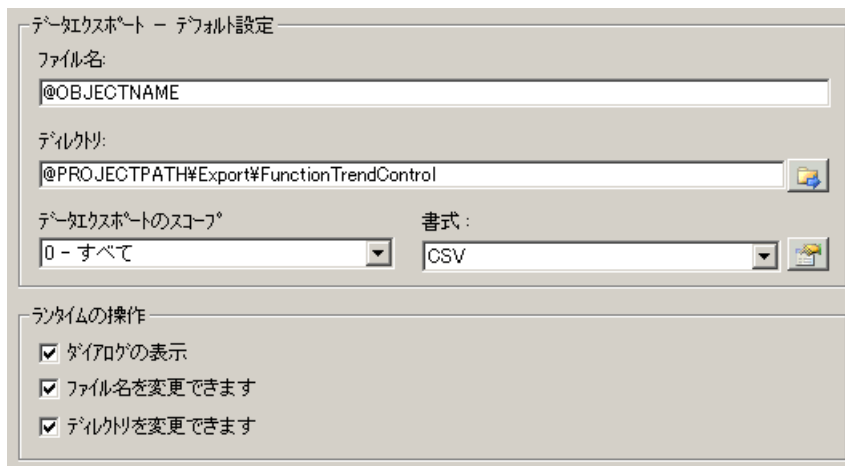 ﾃﾞｰﾀｴｸｽﾎﾟｰﾄ － ﾃﾞﾌｫﾙﾄ設定
ﾌｧｲﾙ名:
@OBJECTNAME
ﾃﾞｨﾚｸﾄﾘ:
@PROJECTPATH¥Export¥FunctionTrendControl
ﾃﾞｰﾀｴｸｽﾎﾟｰﾄのｽｺｰﾌﾟ 書式：
0 - すべて CSV
ﾗﾝﾀｲﾑの操作
ﾀﾞｲｱﾛｸﾞの表示
ﾌｧｲﾙ名を変更できます
ﾃﾞｨﾚｸﾄﾘを変更できます